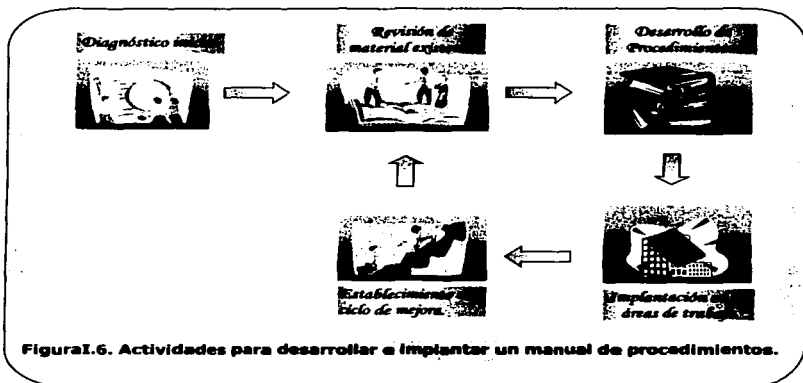 Diagnóstico
Revisión de
material
Desarrollo de
Procedimientos
Establecimiento
ciclo de mejora.
Implantación
áreas de trabajo
FiguraI.6. Actividades para desarrollar e implantar un manual de procedimientos.